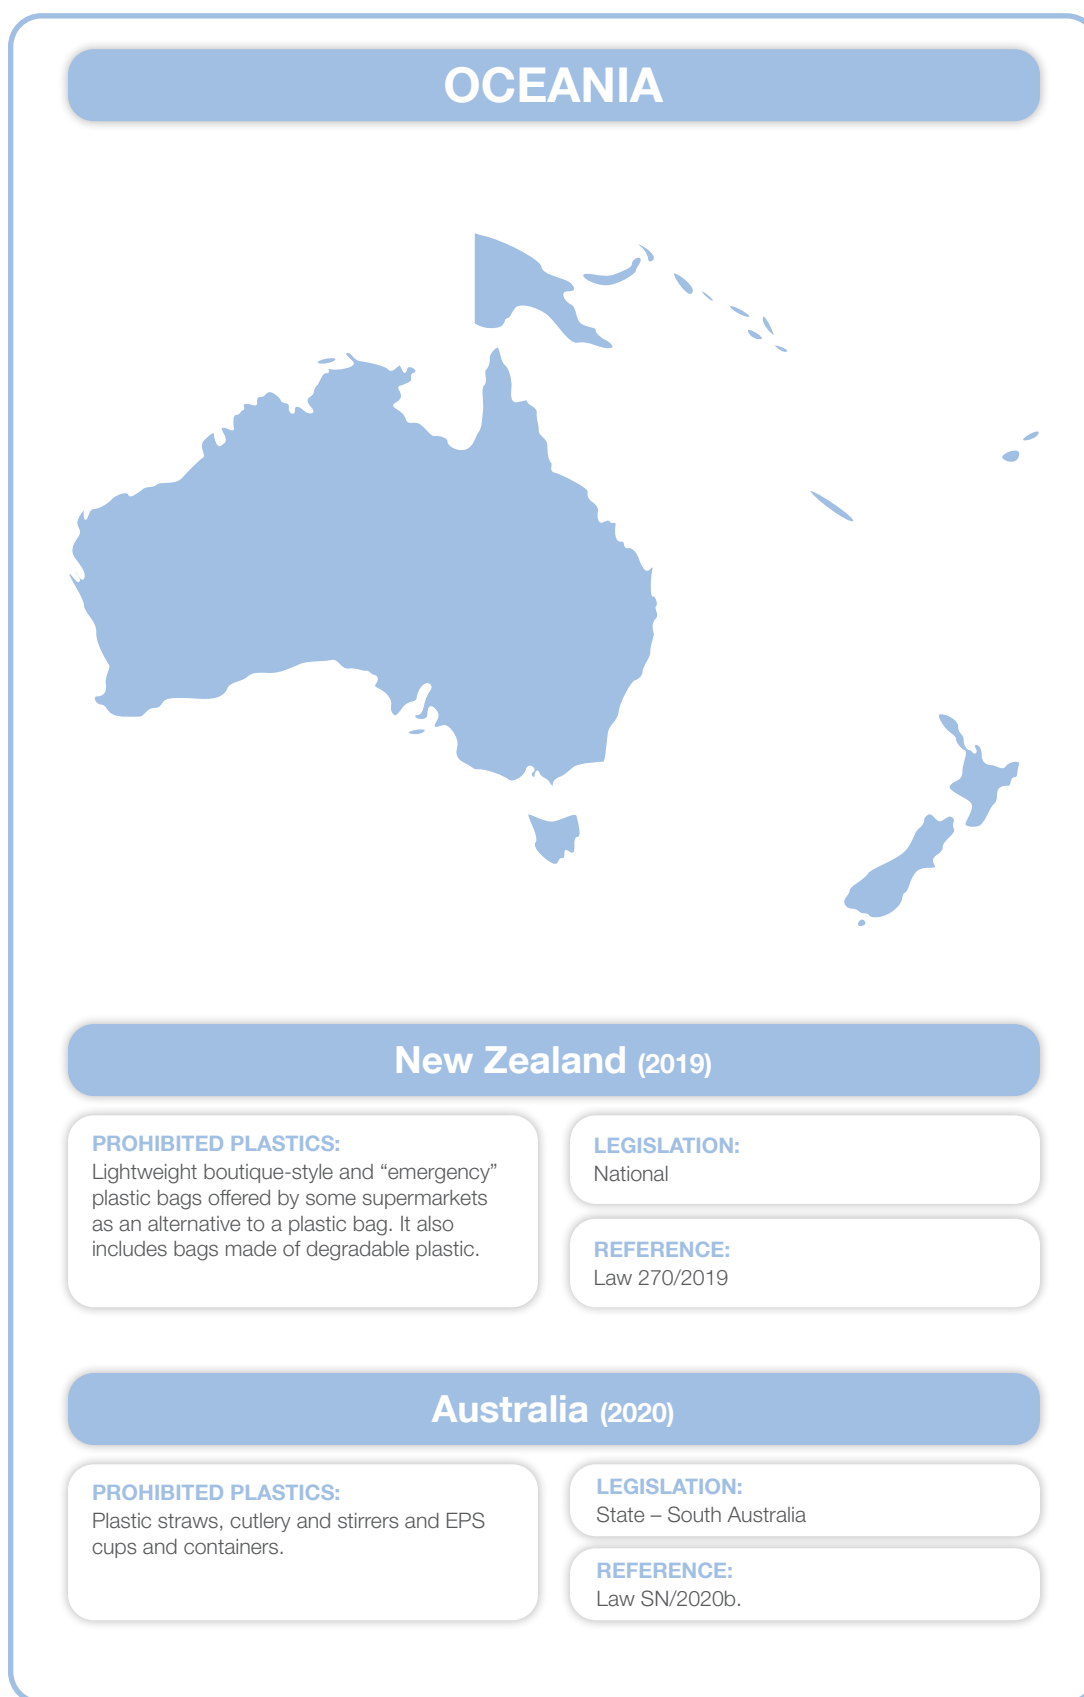 OCEANIA
New Zealand (2019)
PROHIBITED PLASTICS:
Lightweight boutique-style and “emergency”
plastic bags offered by some supermarkets
as an alternative to a plastic bag. It also
includes bags made of degradable plastic.
LEGISLATION:
National
REFERENCE:
Law 270/2019
Australia (2020)
PROHIBITED PLASTICS:
Plastic straws, cutlery and stirrers and EPS
cups and containers.
LEGISLATION:
State – South Australia
REFERENCE:
Law SN/2020b.